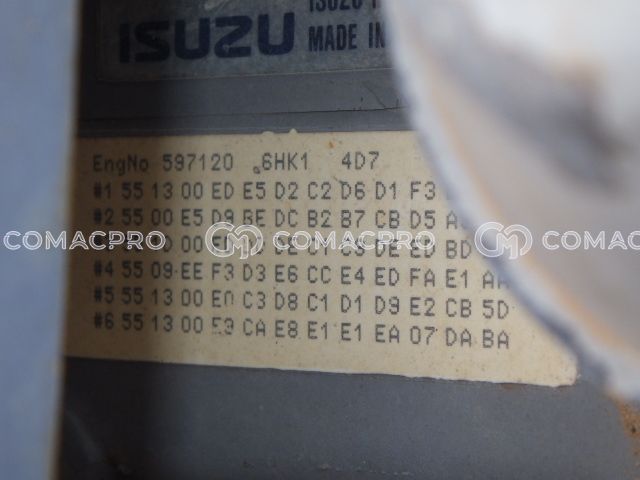 ISUZU
MADE IN
EngNo 597120 6HK1 4D7
#1 55 13 00 ED E5 D2 C2 D6 D1 F3
#2 55 00 E5 D9 DC B2 B7 CB D5
COMACPRO COMACPRO COMACPRO
#4 55 09 EE F3 D3 E6 CC E4 ED FA E1 AA
#5 55 13 00 E0 C3 D8 C1 D1 D9 E2 CB 5D
#6 55 13 00 E9 CA E8 E1 E1 EA 07 DA BA